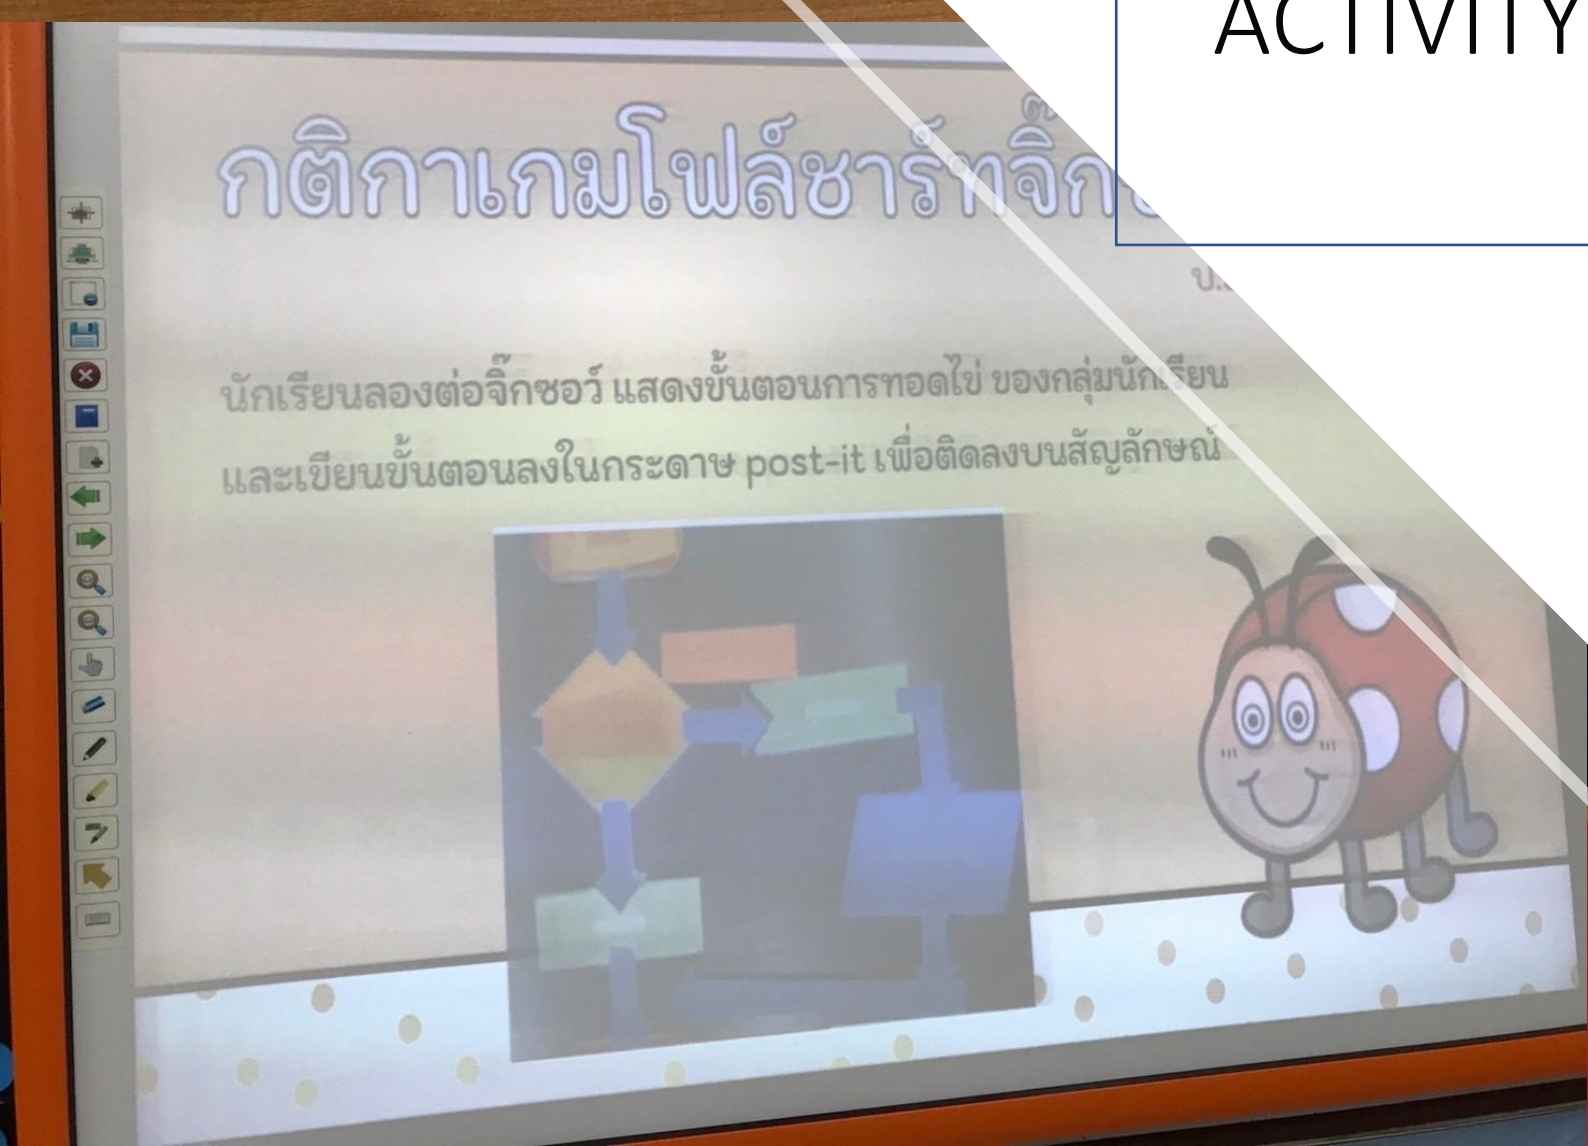 ACTIVITY
กติกาเกมโฟล์ชาร์ทจิ๊ก
นักเรียนลองต่อจิ๊กซอว์ แสดงขั้นตอนการทอดไข่ ของกลุ่มนักเรียน
และเขียนขั้นตอนลงในกระดาษ post-it เพื่อติดลงบนสัญลักษณ์